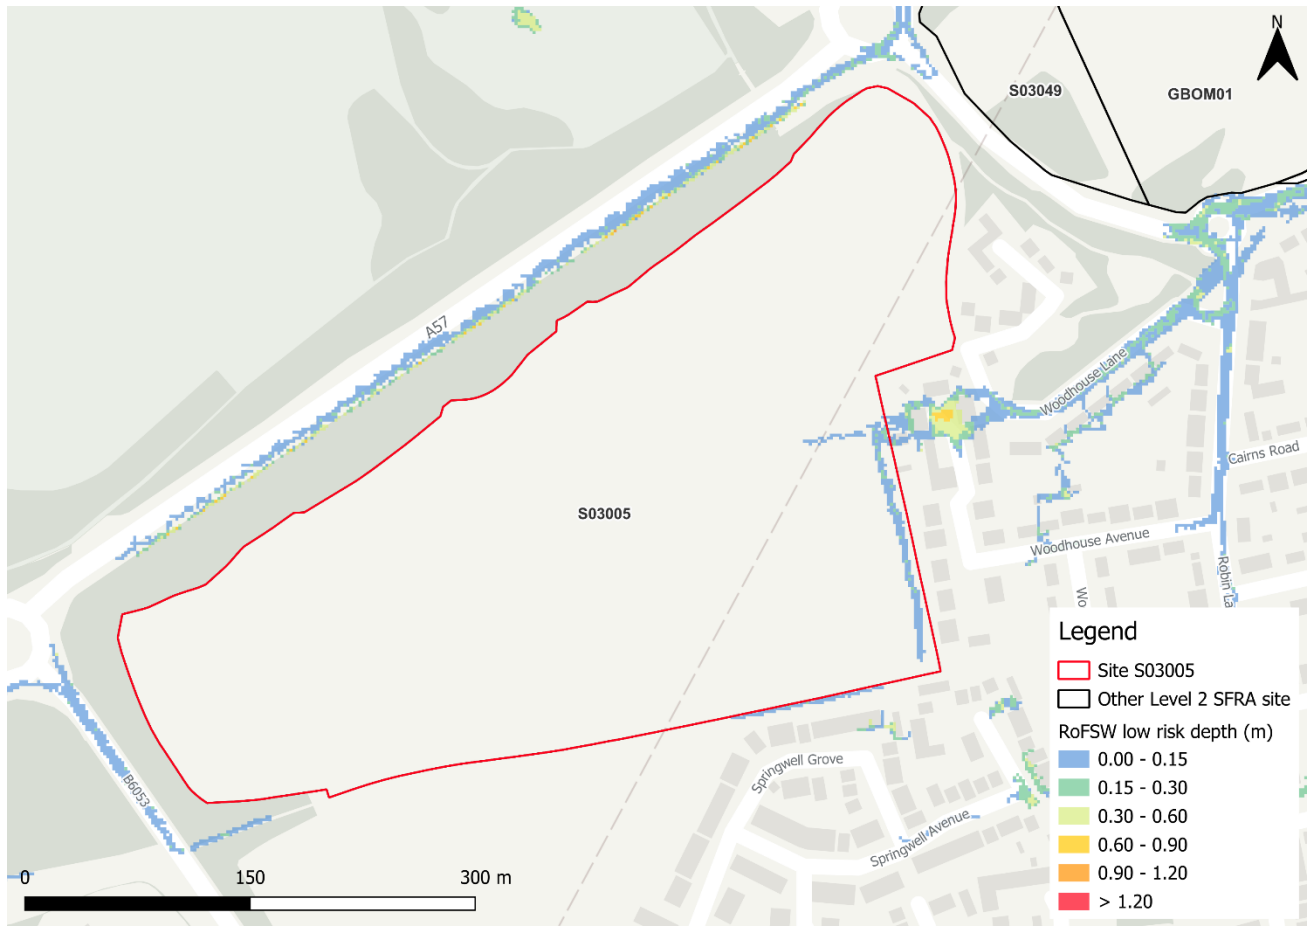 N
S03049
GBOM01
A57
Woodhouse Lane
Cairns Road
S03005
Woodhouse Avenue
Robin La
Wo
B6053
Springwell Grove
Springwell Avenue
Legend
Site S03005
Other Level 2 SFRA site
RoFSW low risk depth (m)
0.00 - 0.15
0.15 - 0.30
0.30 - 0.60
0.60 - 0.90
0.90 - 1.20
> 1.20
0 150 300 m